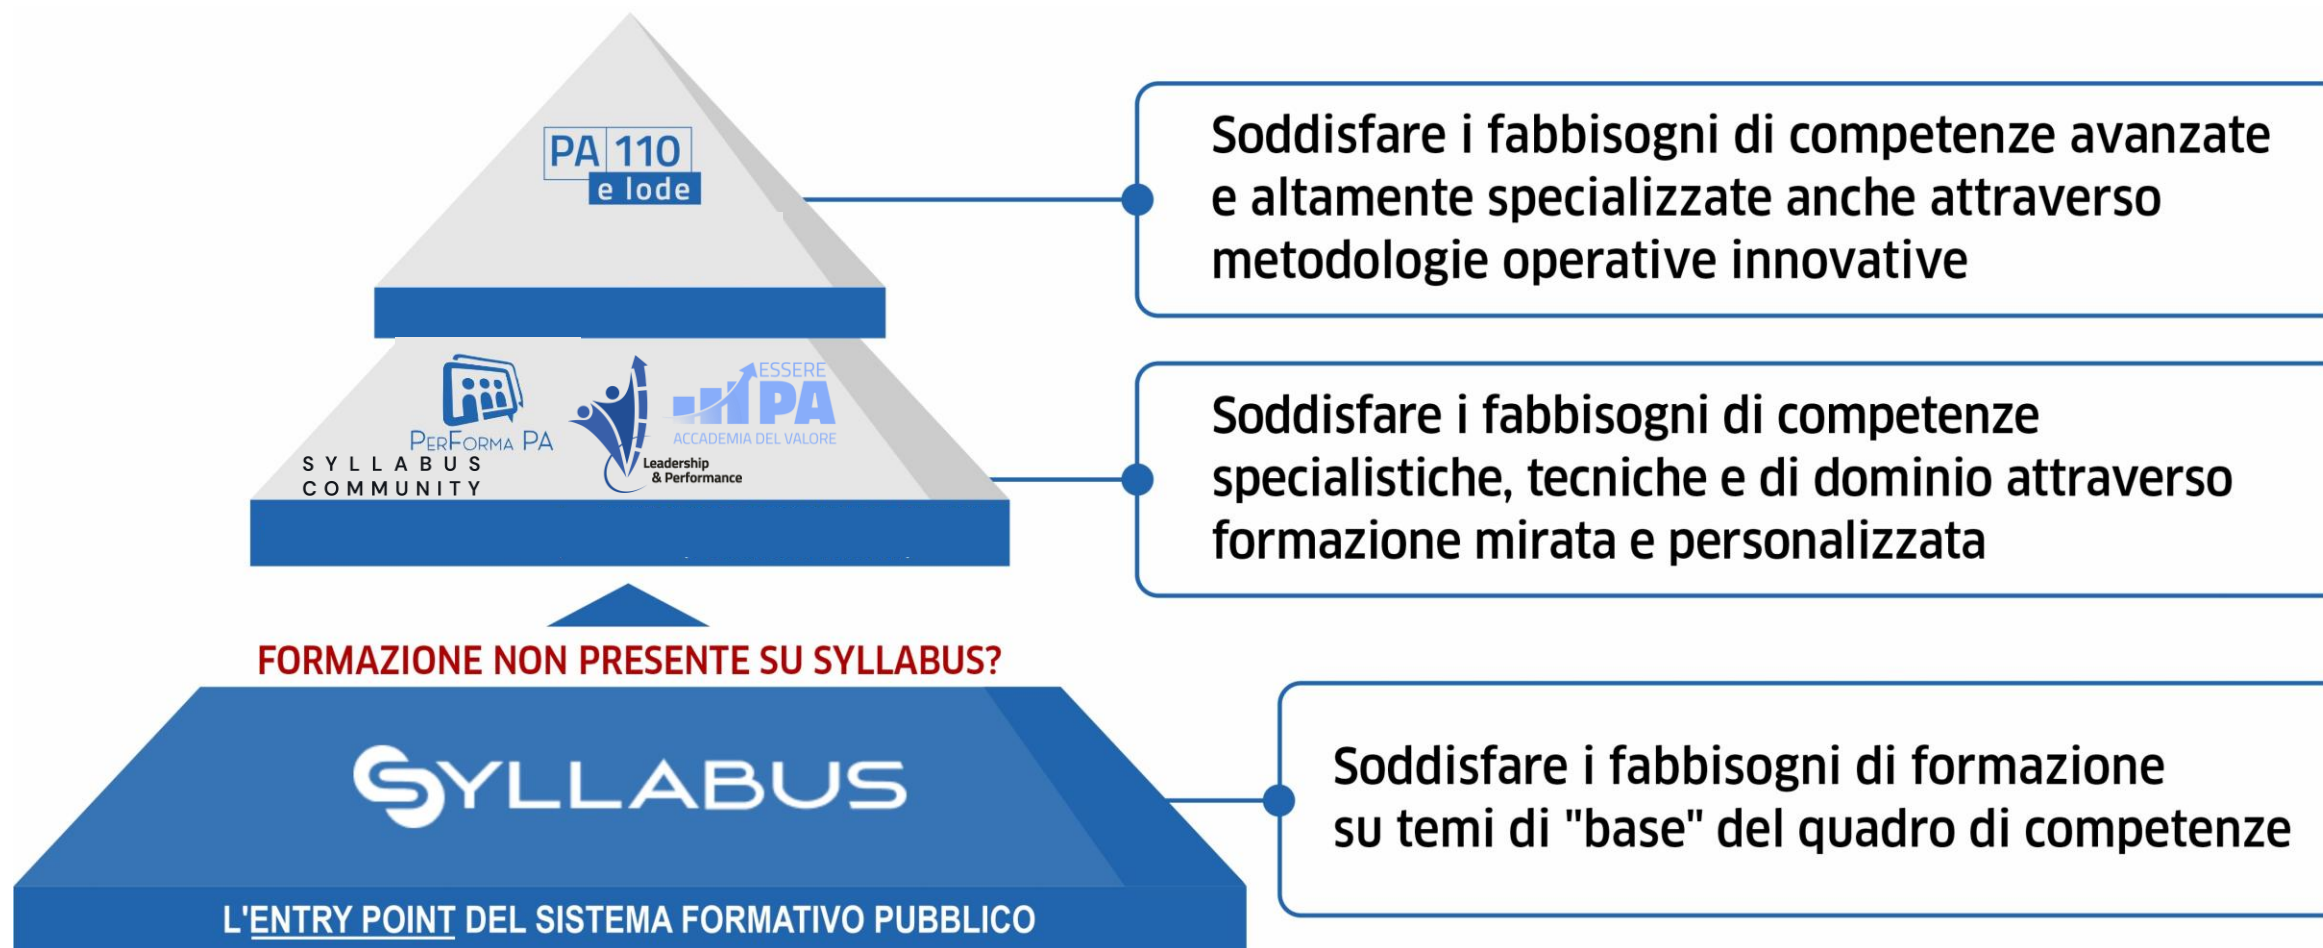 PA 110
e lode
Soddisfare i fabbisogni di competenze avanzate
e altamente specializzate anche attraverso
metodologie operative innovative
PERFORMA PA
SYLLABUS
COMMUNITY
Leadership
& Performance
ESSERE
PA
ACCADEMIA DEL VALORE
Soddisfare i fabbisogni di competenze
specialistiche, tecniche e di dominio attraverso
formazione mirata e personalizzata
FORMAZIONE NON PRESENTE SU SYLLABUS?
SYLLABUS
L'ENTRY POINT DEL SISTEMA FORMATIVO PUBBLICO
Soddisfare i fabbisogni di formazione
su temi di "base" del quadro di competenze